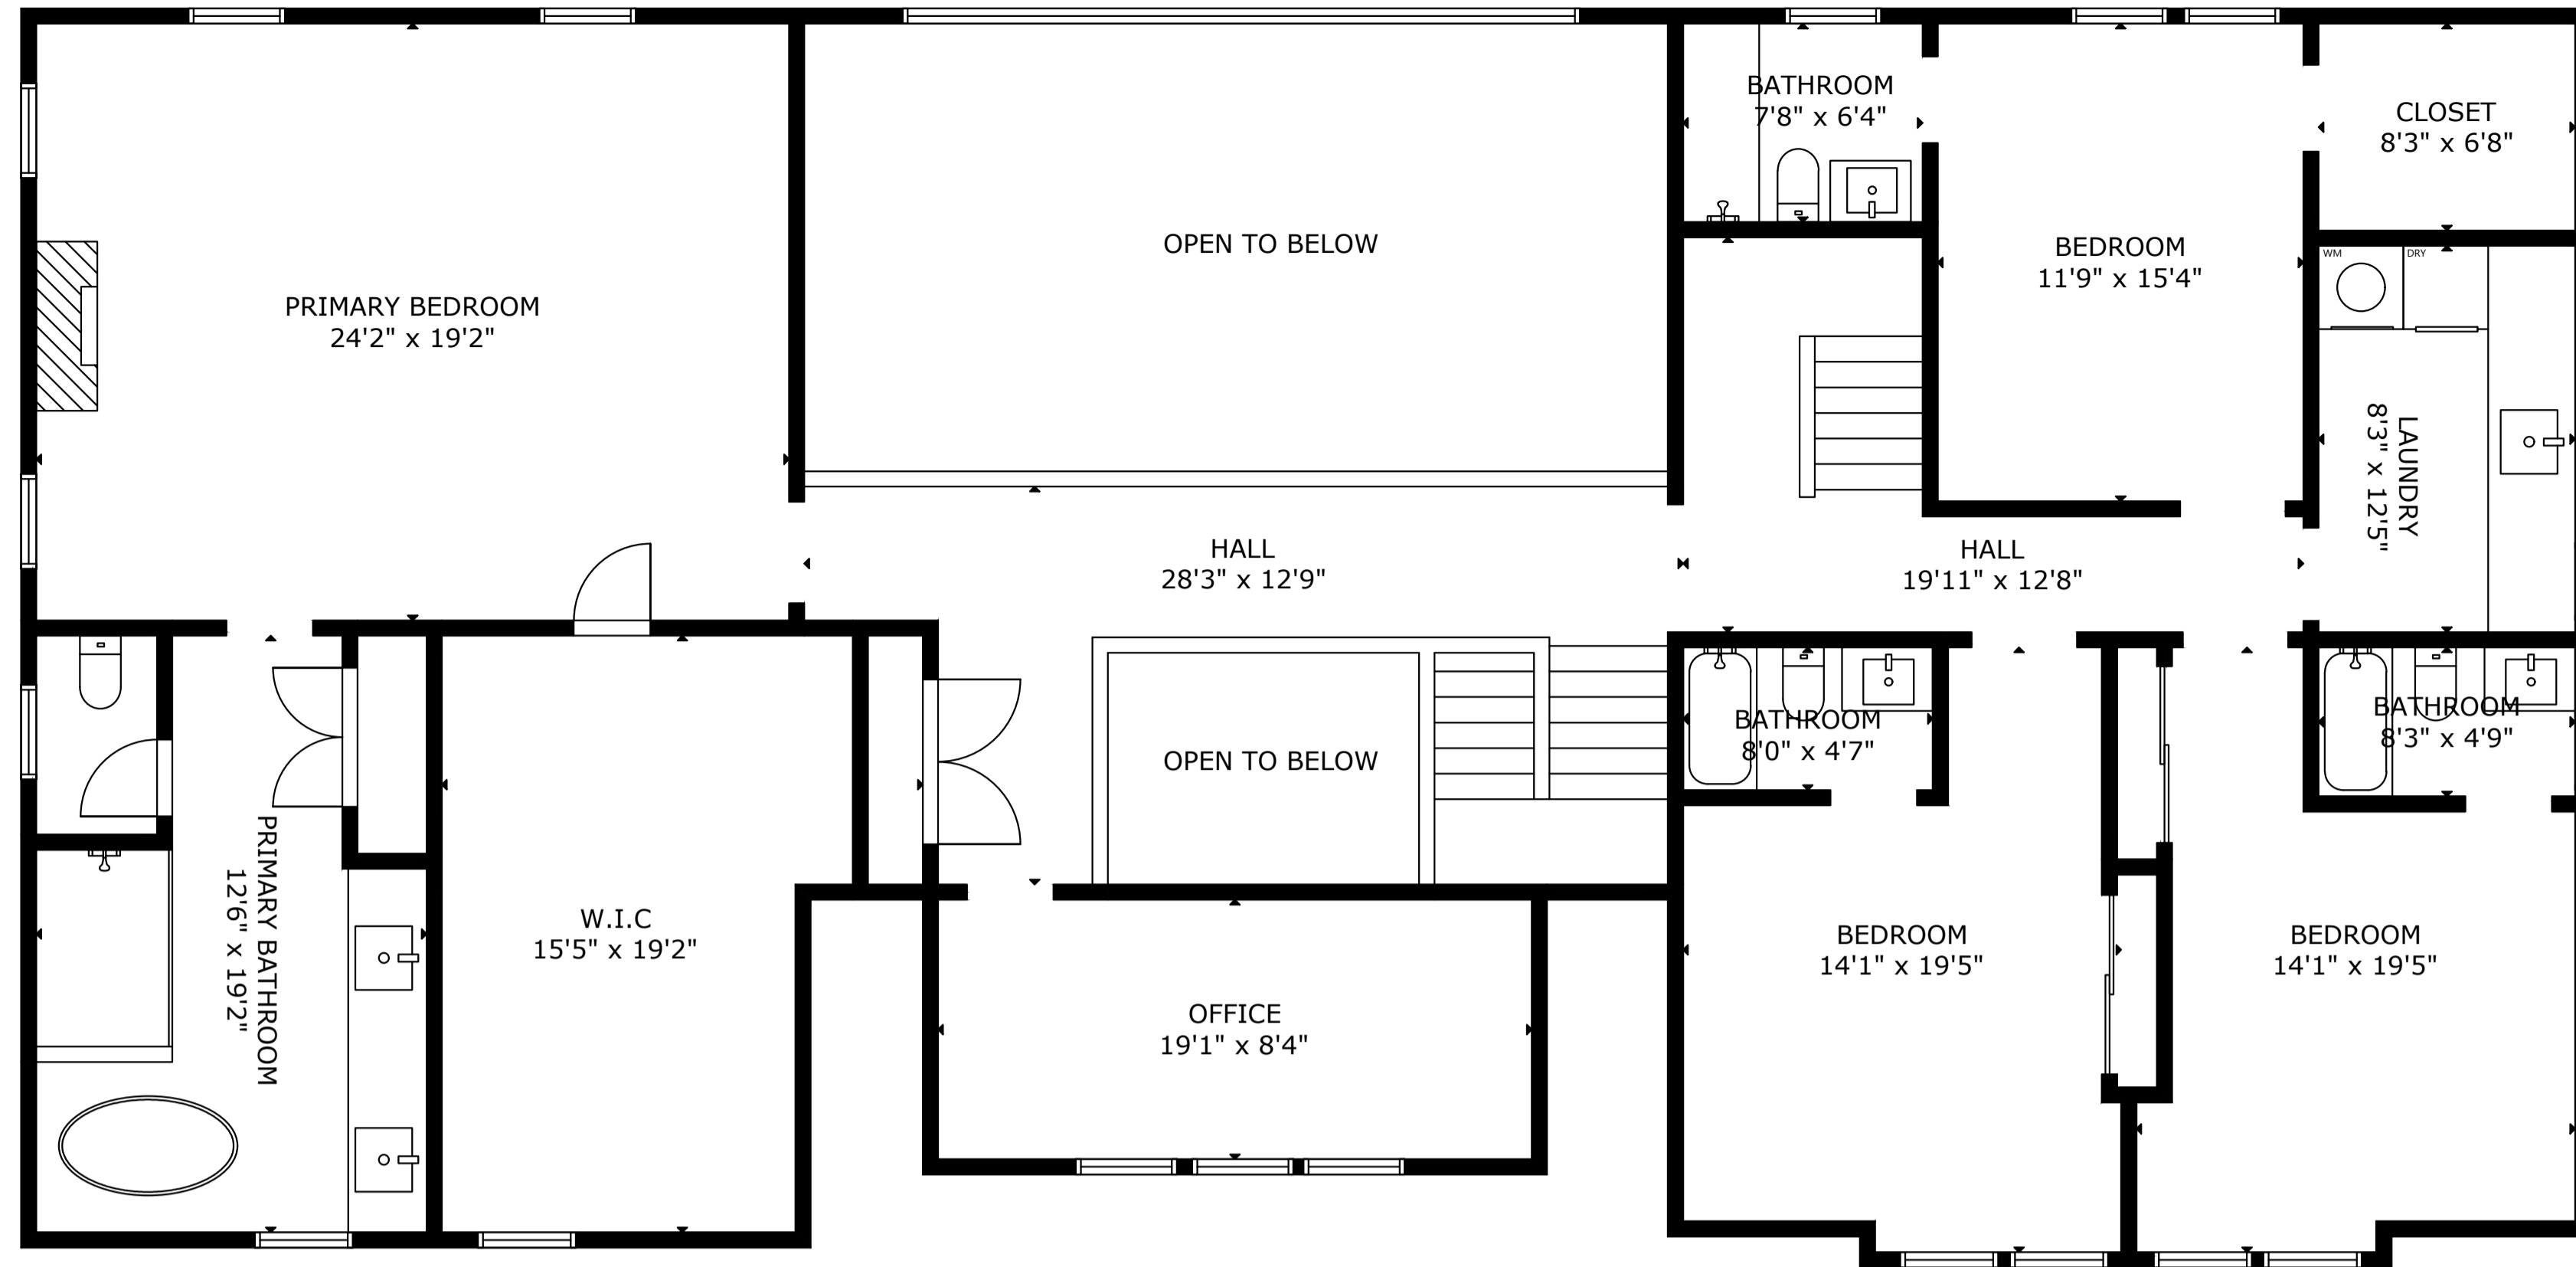 BATHROOM
7'8" x 6'4"
CLOSET
8'3" x 6'8"
OPEN TO BELOW
BEDROOM
11'9" x 15'4"
WM
DRY
PRIMARY BEDROOM
24'2" x 19'2"
LAUNDRY
8'3" x 12'5"
HALL
28'3" x 12'9"
HALL
19'11" x 12'8"
BATHROOM
8'0" x 4'7"
BATHROOM
8'3" x 4'9"
OPEN TO BELOW
PRIMARY BATHROOM
12'6" x 19'2"
W.I.C
15'5" x 19'2"
BEDROOM
14'1" x 19'5"
BEDROOM
14'1" x 19'5"
OFFICE
19'1" x 8'4"